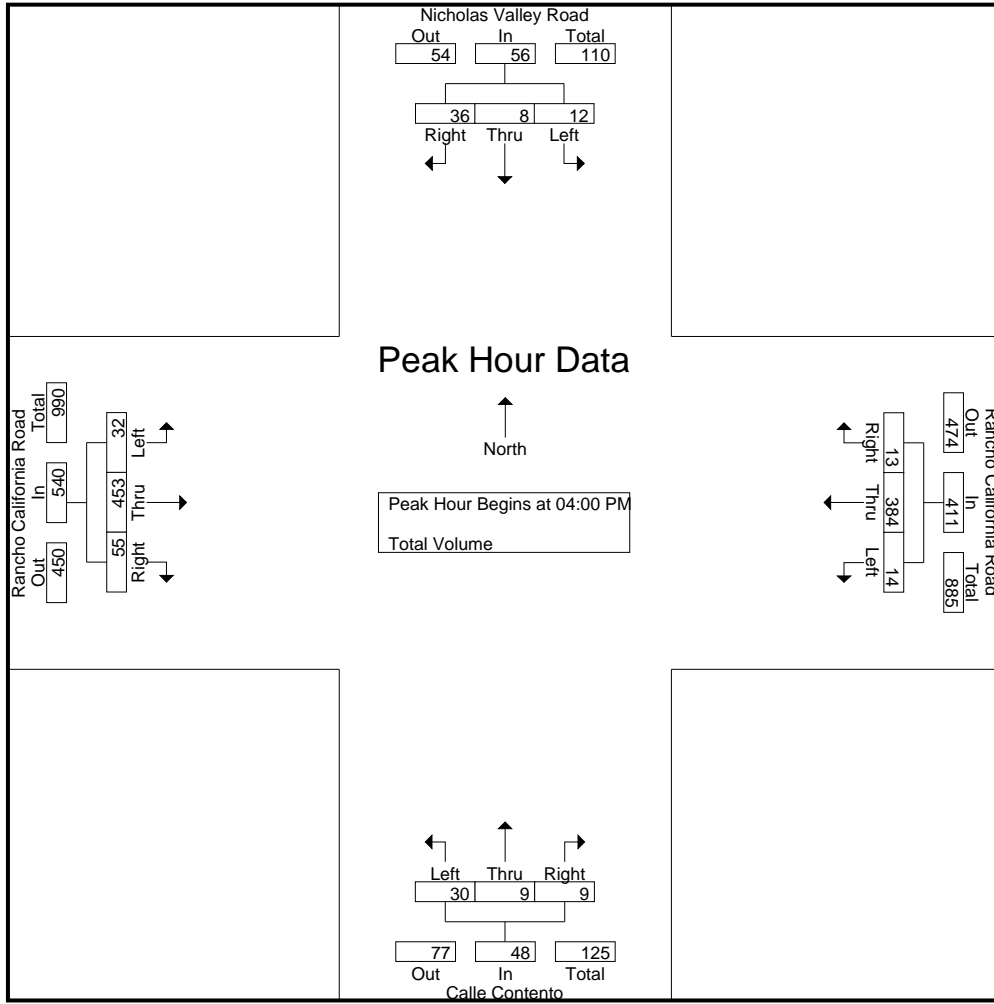 Nicholas Valley Road
Out In Total
54 56 110
36 8 12
Right Thru Left
Peak Hour Data
North
Peak Hour Begins at 04:00 PM
Total Volume
Rancho California Road
Out In Total
450 540 990
32 453 55
Left Thru Right
Rancho California Road
Out In Total
474 411 885
13 384 14
Right Thru Left
Left Thru Right
30 9 9
77 48 125
Out In Total
Calle Contento